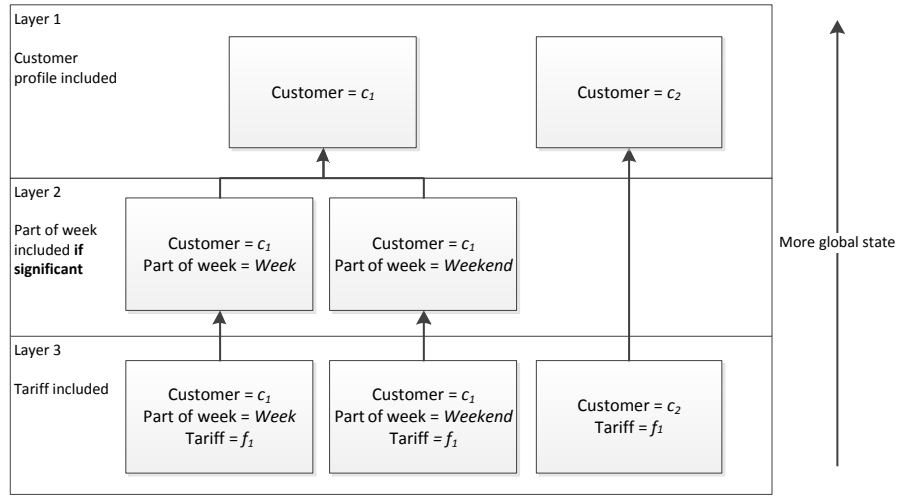 Layer 1
Customer
profile included
Customer = c₁
Customer = c₂
Layer 2
Part of week
included if
significant
Customer = c₁
Part of week = Week
Customer = c₁
Part of week = Weekend
More global state
Layer 3
Tariff included
Customer = c₁
Part of week = Week
Tariff = f₁
Customer = c₁
Part of week = Weekend
Tariff = f₁
Customer = c₂
Tariff = f₁